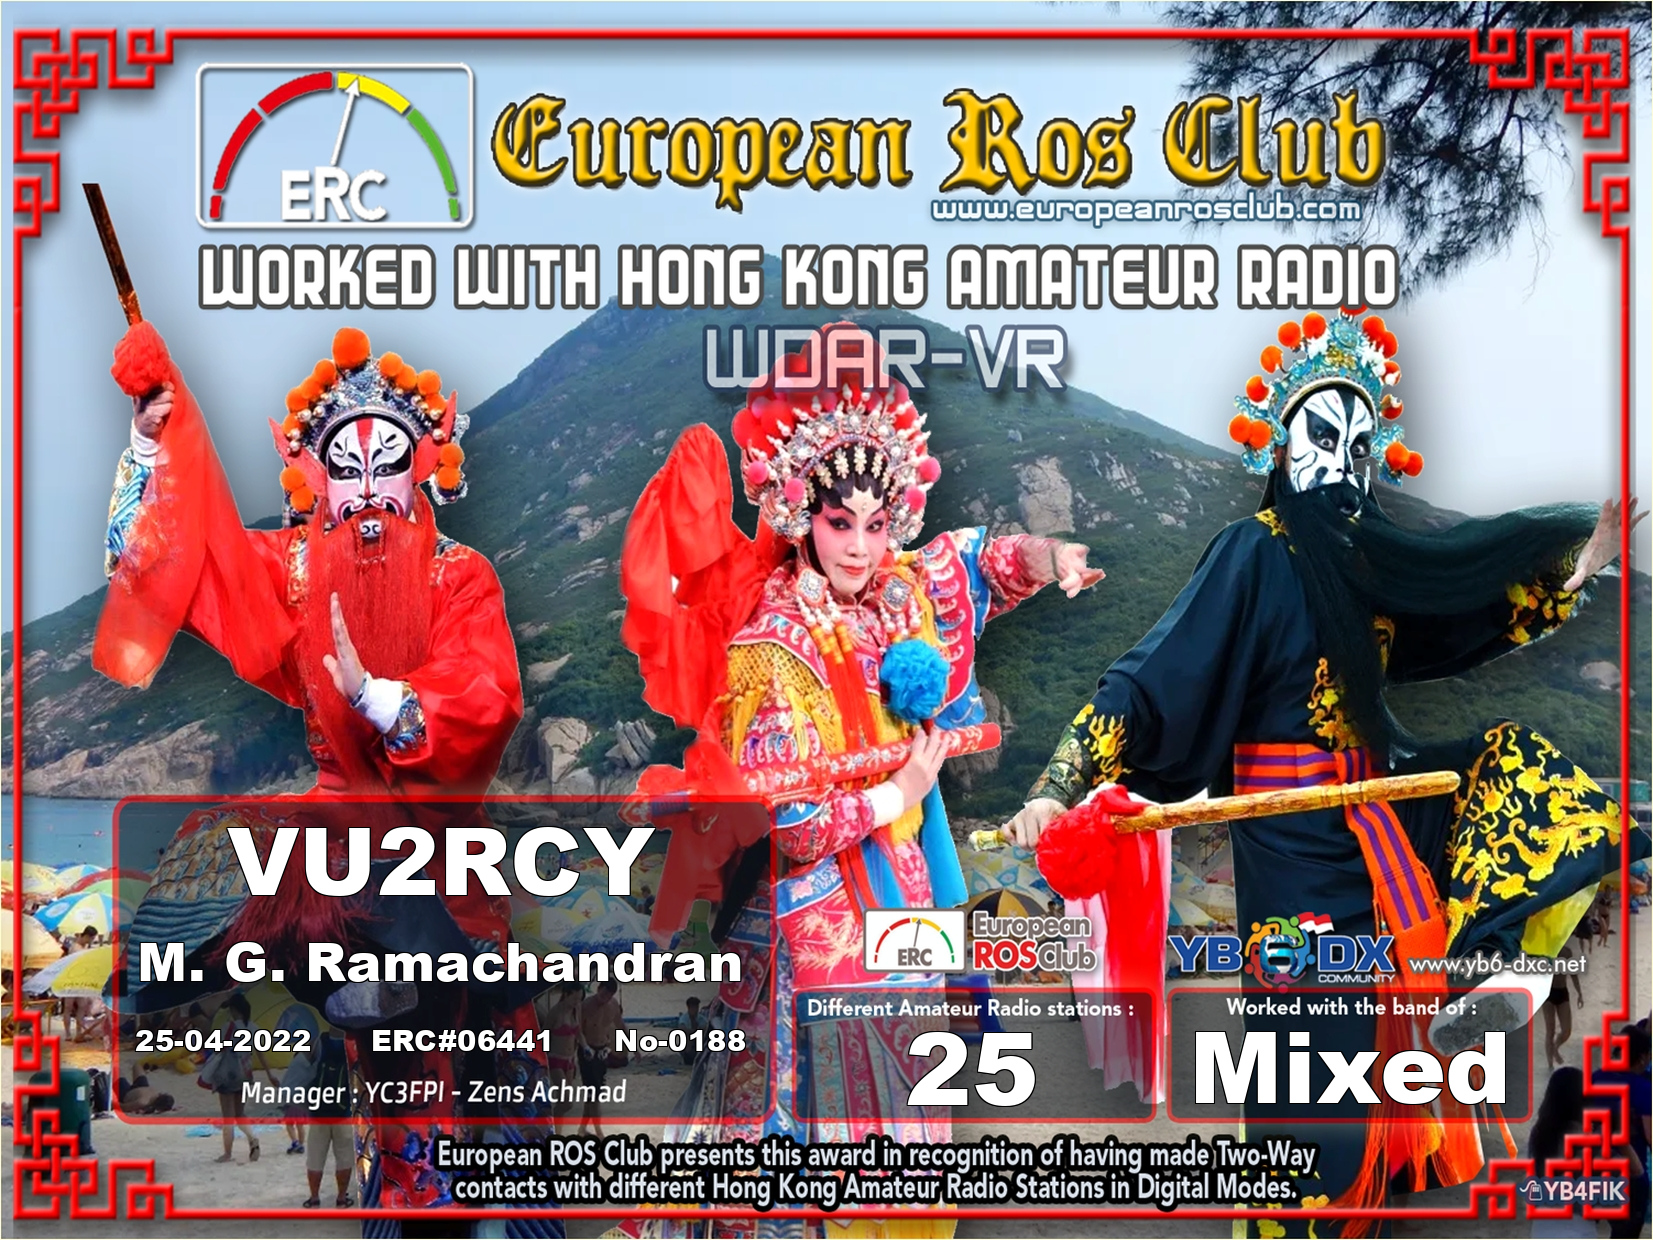 ERC
European Ros Club
www.europeanrosclub.com
WORKED WITH HONG KONG AMATEUR RADIO
WDAR-VR
VU2RCY
M. G. Ramachandran
25-04-2022 ERC#06441 No-0188
Manager : YC3FPI - Zens Achmad
ERC
European
ROSClub
YB6DX
COMMUNITY
www.yb6-dxc.net
Different Amateur Radio stations :
25
Worked with the band of :
Mixed
European ROS Club presents this award in recognition of having made Two-Way
contacts with different Hong Kong Amateur Radio Stations in Digital Modes.
YB4FIK